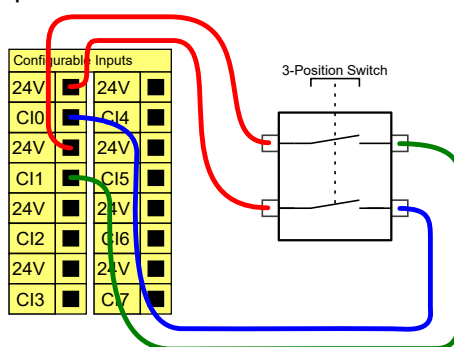 Configurable Inputs
24V 24V
CI0 CI4
24V 24V
CI1 CI5
24V 24V
CI2 CI6
24V 24V
CI3 CI7
3-Position Switch